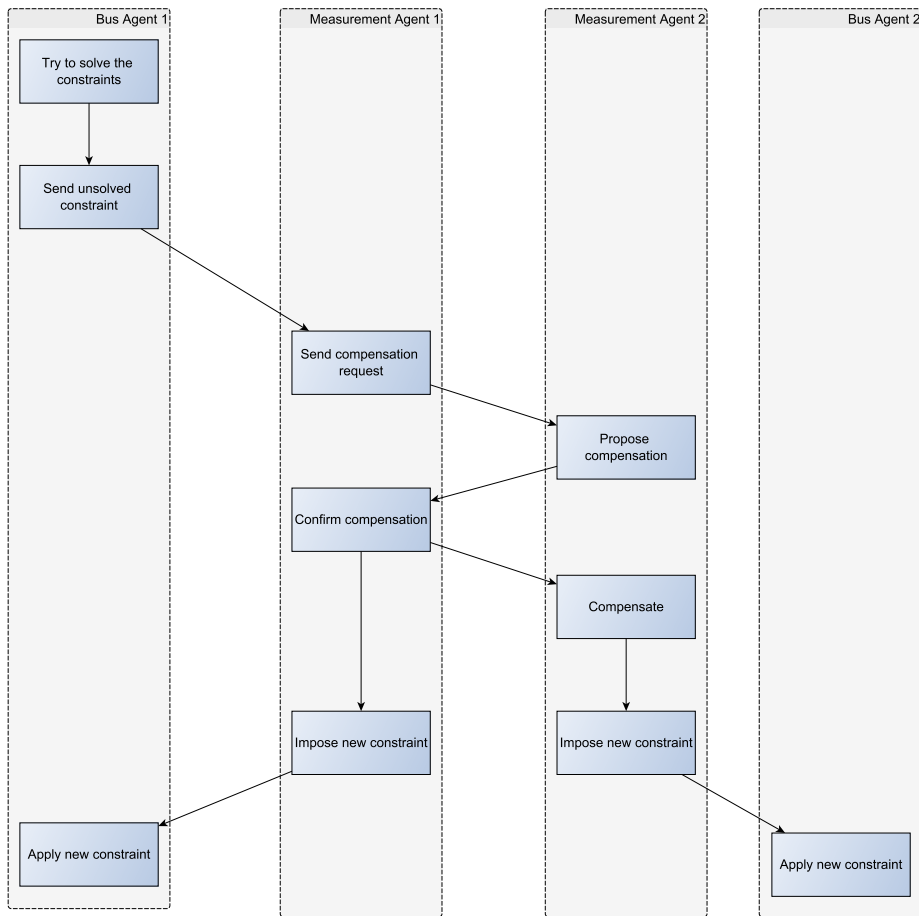 Bus Agent 1
Measurement Agent 1
Measurement Agent 2
Bus Agent 2
Try to solve the
constraints
Send unsolved
constraint
Send compensation
request
Propose
compensation
Confirm compensation
Compensate
Impose new constraint
Impose new constraint
Apply new constraint
Apply new constraint